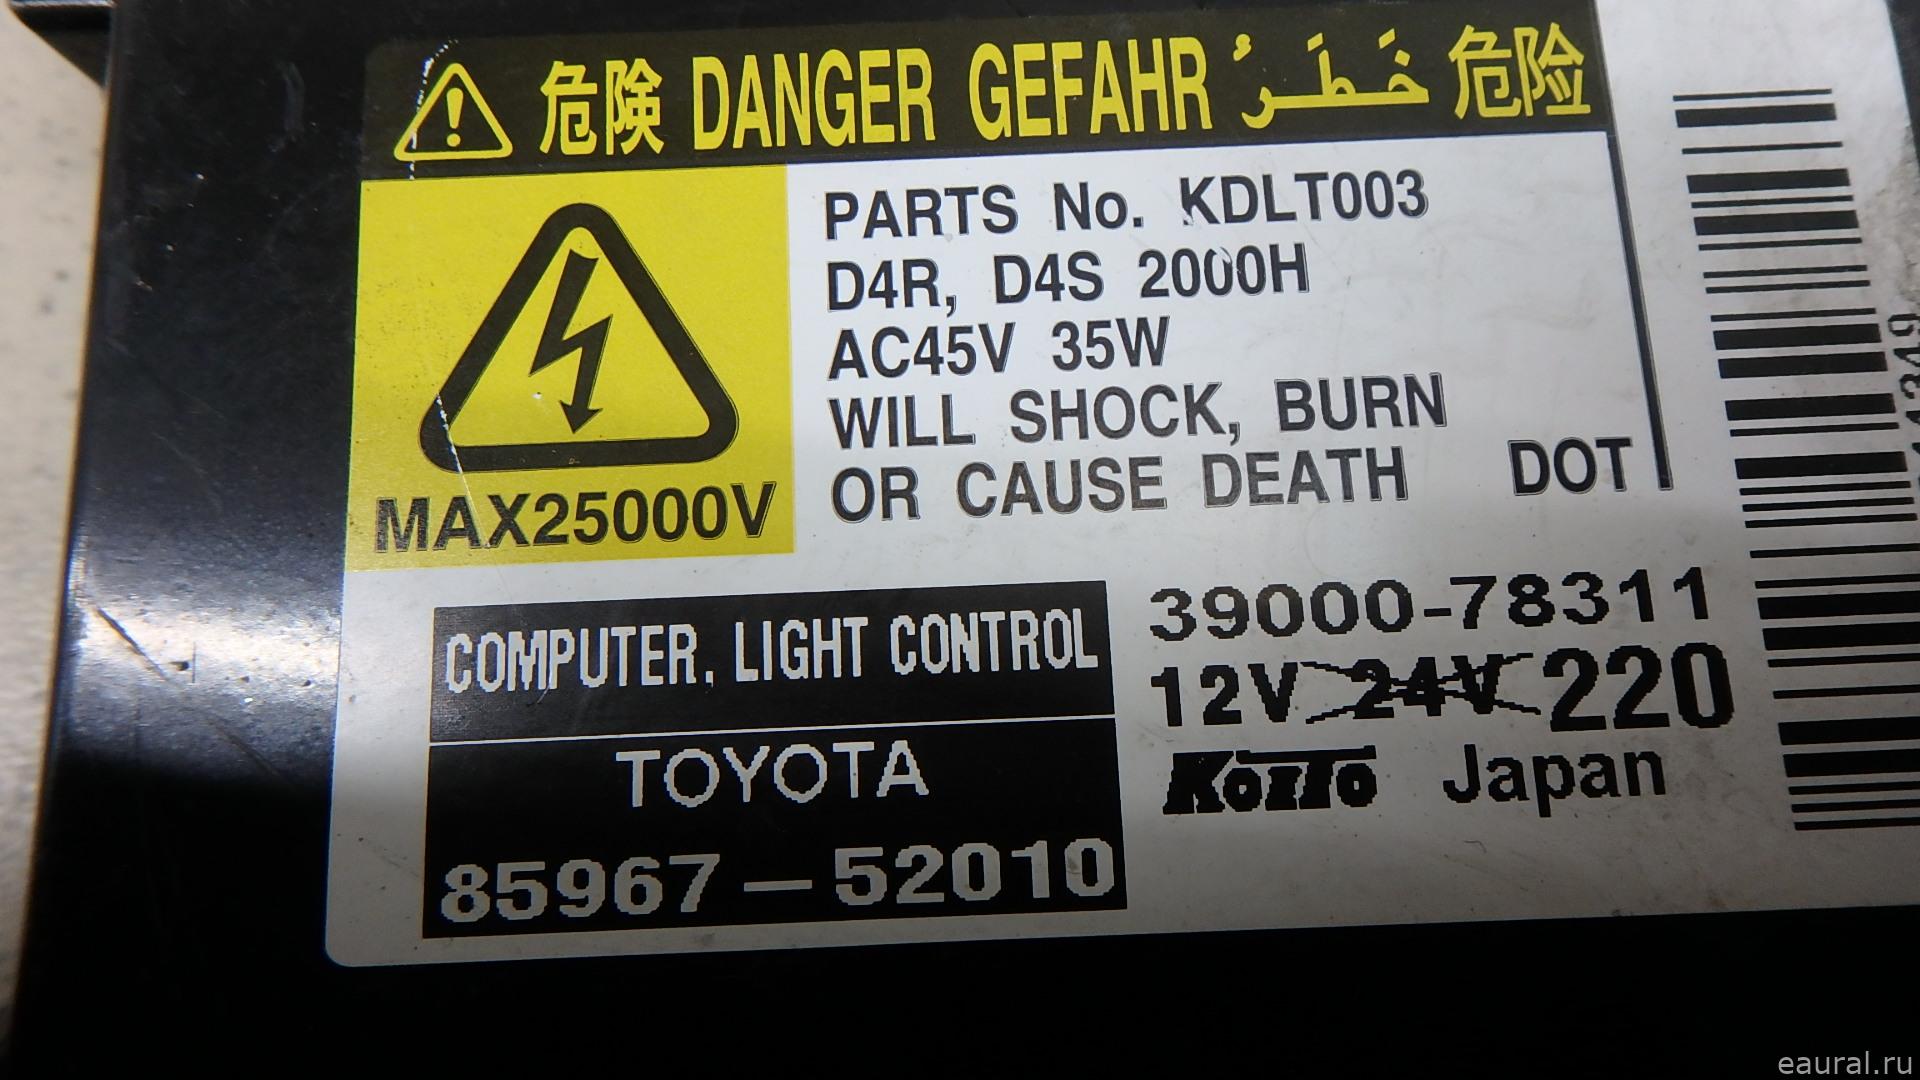 危険 DANGER GEFAHR خَطَرُ 危险
PARTS No. KDLT003
D4R, D4S 2000H
AC45V 35W
WILL SHOCK, BURN
OR CAUSE DEATH DOT
MAX25000V
COMPUTER, LIGHT CONTROL
TOYOTA
85967-52010
39000-78311
12V 24V 220
KOITO Japan
eaural.ru